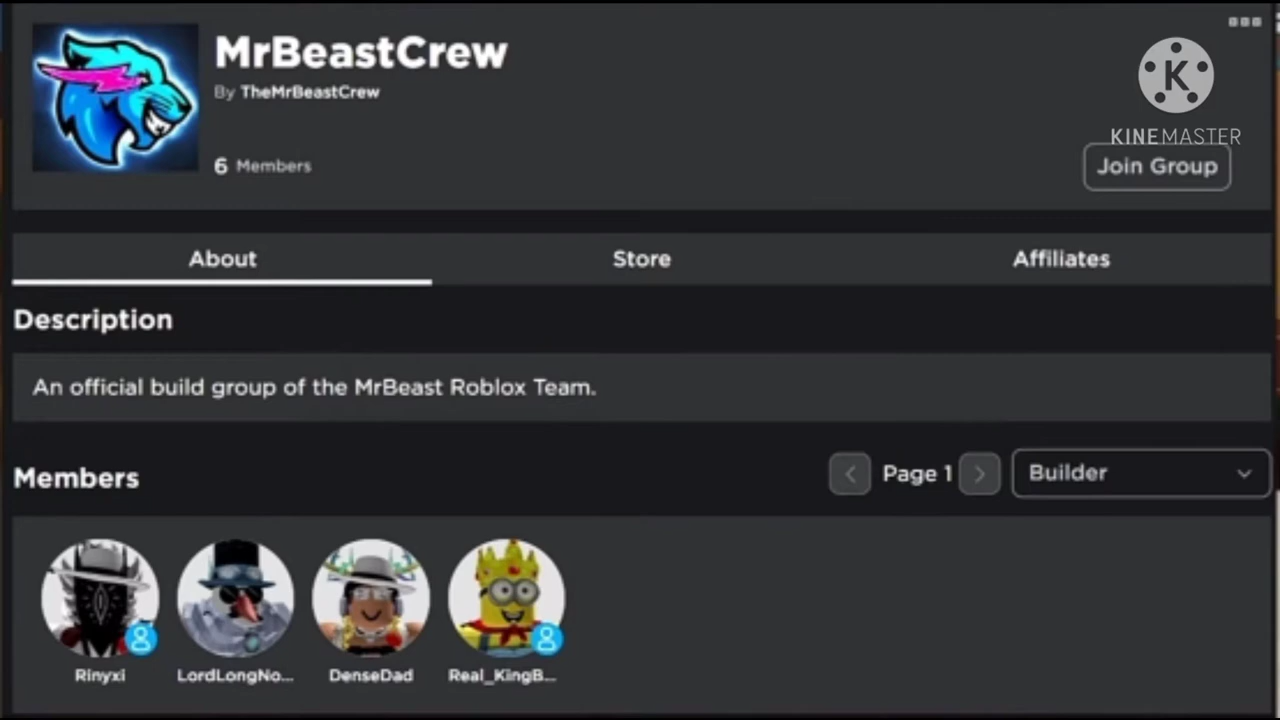 MrBeastCrew
By TheMrBeastCrew
6 Members
K
KINEMASTER
Join Group
About
Store
Affiliates
Description
An official build group of the MrBeast Roblox Team.
Members
Page 1
Builder
Rinyxi
LordLongNo...
DenseDad
Real_KingB...